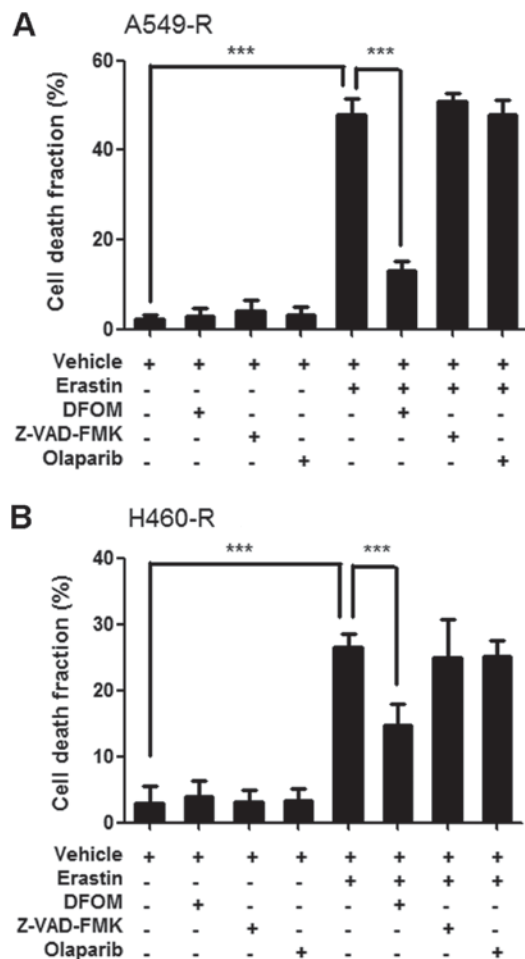 A A549-R
*** ***
Cell death fraction (%)
60
40
20
0
Vehicle + + + + + + + +
Erastin - - - - + + + +
DFOM - + - - - + - -
Z-VAD-FMK - - + - - - + -
Olaparib - - - + - - - +
B H460-R
*** ***
Cell death fraction (%)
40
30
20
10
0
Vehicle + + + + + + + +
Erastin - - - - + + + +
DFOM - + - - - + - -
Z-VAD-FMK - - + - - - + -
Olaparib - - - + - - - +